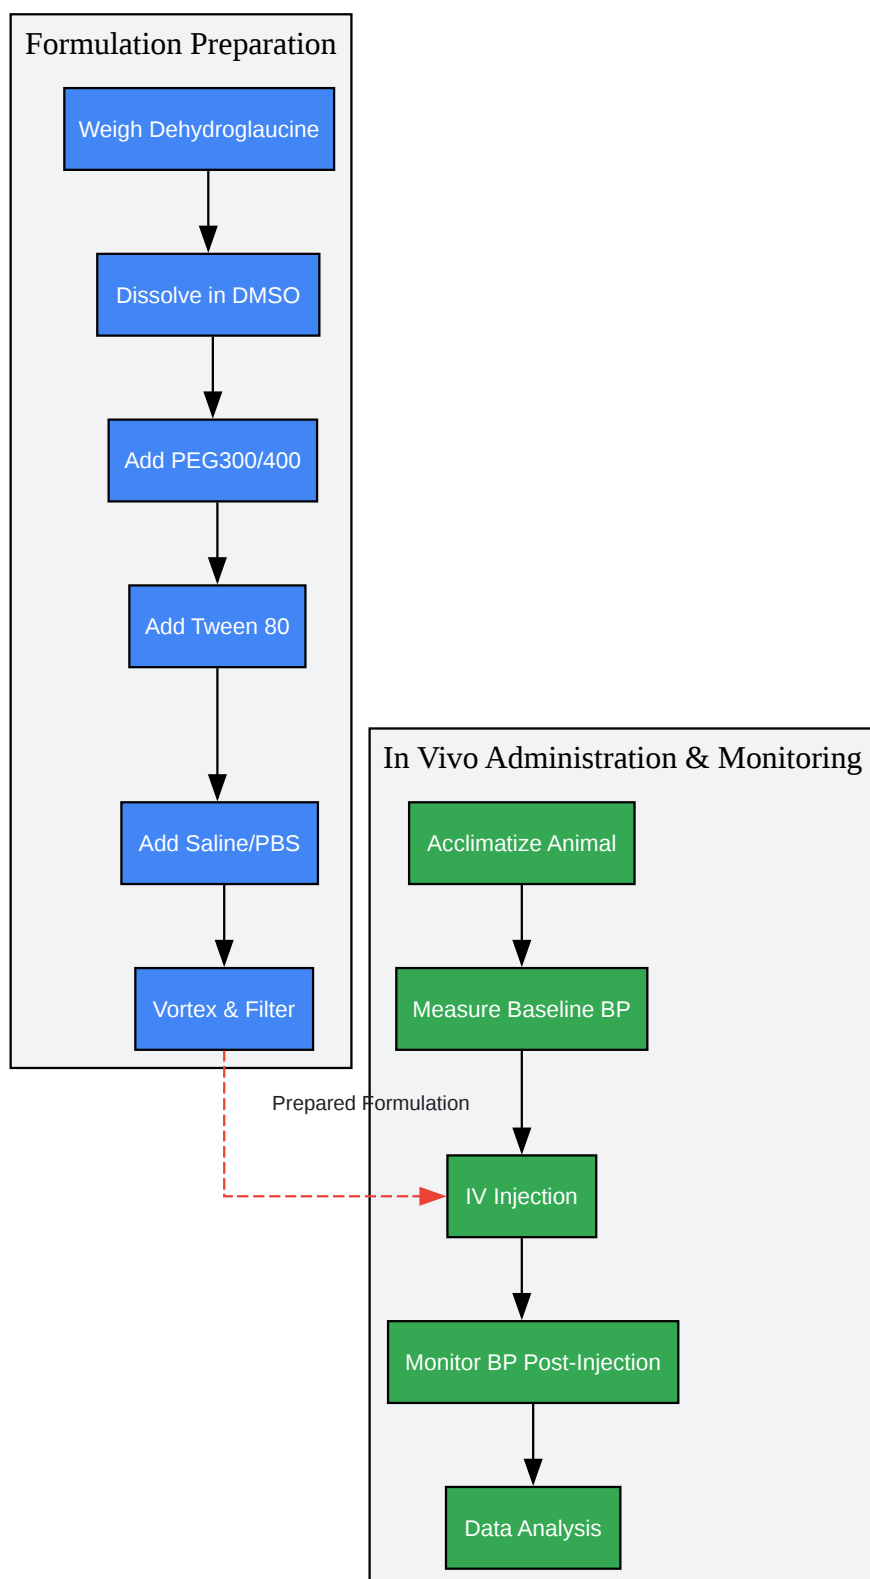 Formulation Preparation
Weigh Dehydroglaucine
Dissolve in DMSO
Add PEG300/400
Add Tween 80
Add Saline/PBS
Vortex & Filter
Prepared Formulation
In Vivo Administration & Monitoring
Acclimatize Animal
Measure Baseline BP
IV Injection
Monitor BP Post-Injection
Data Analysis